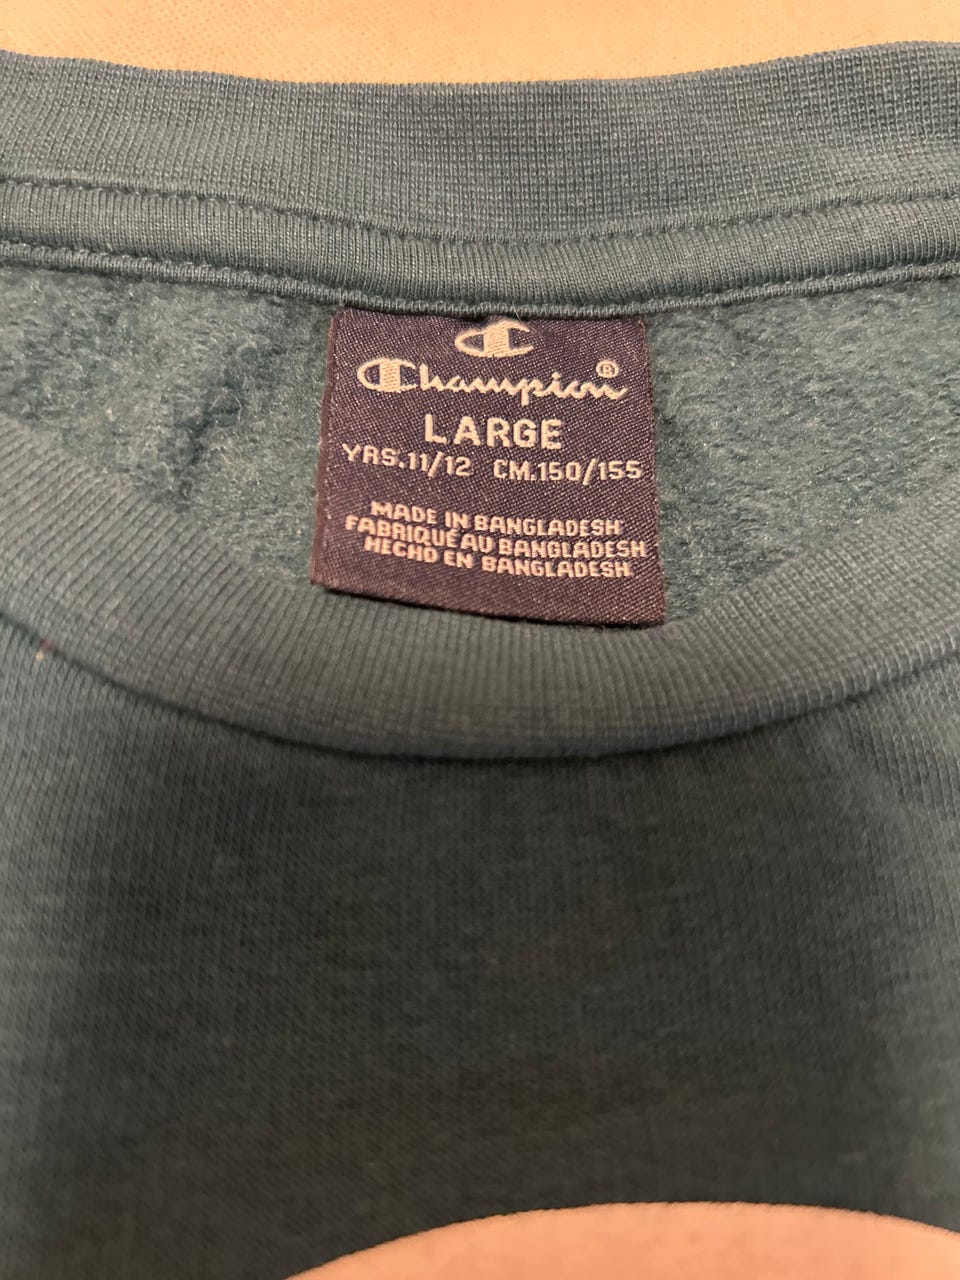 Champion®
LARGE
YRS.11/12 CM.150/155
MADE IN BANGLADESH
FABRIQUÉ AU BANGLADESH
HECHO EN BANGLADESH